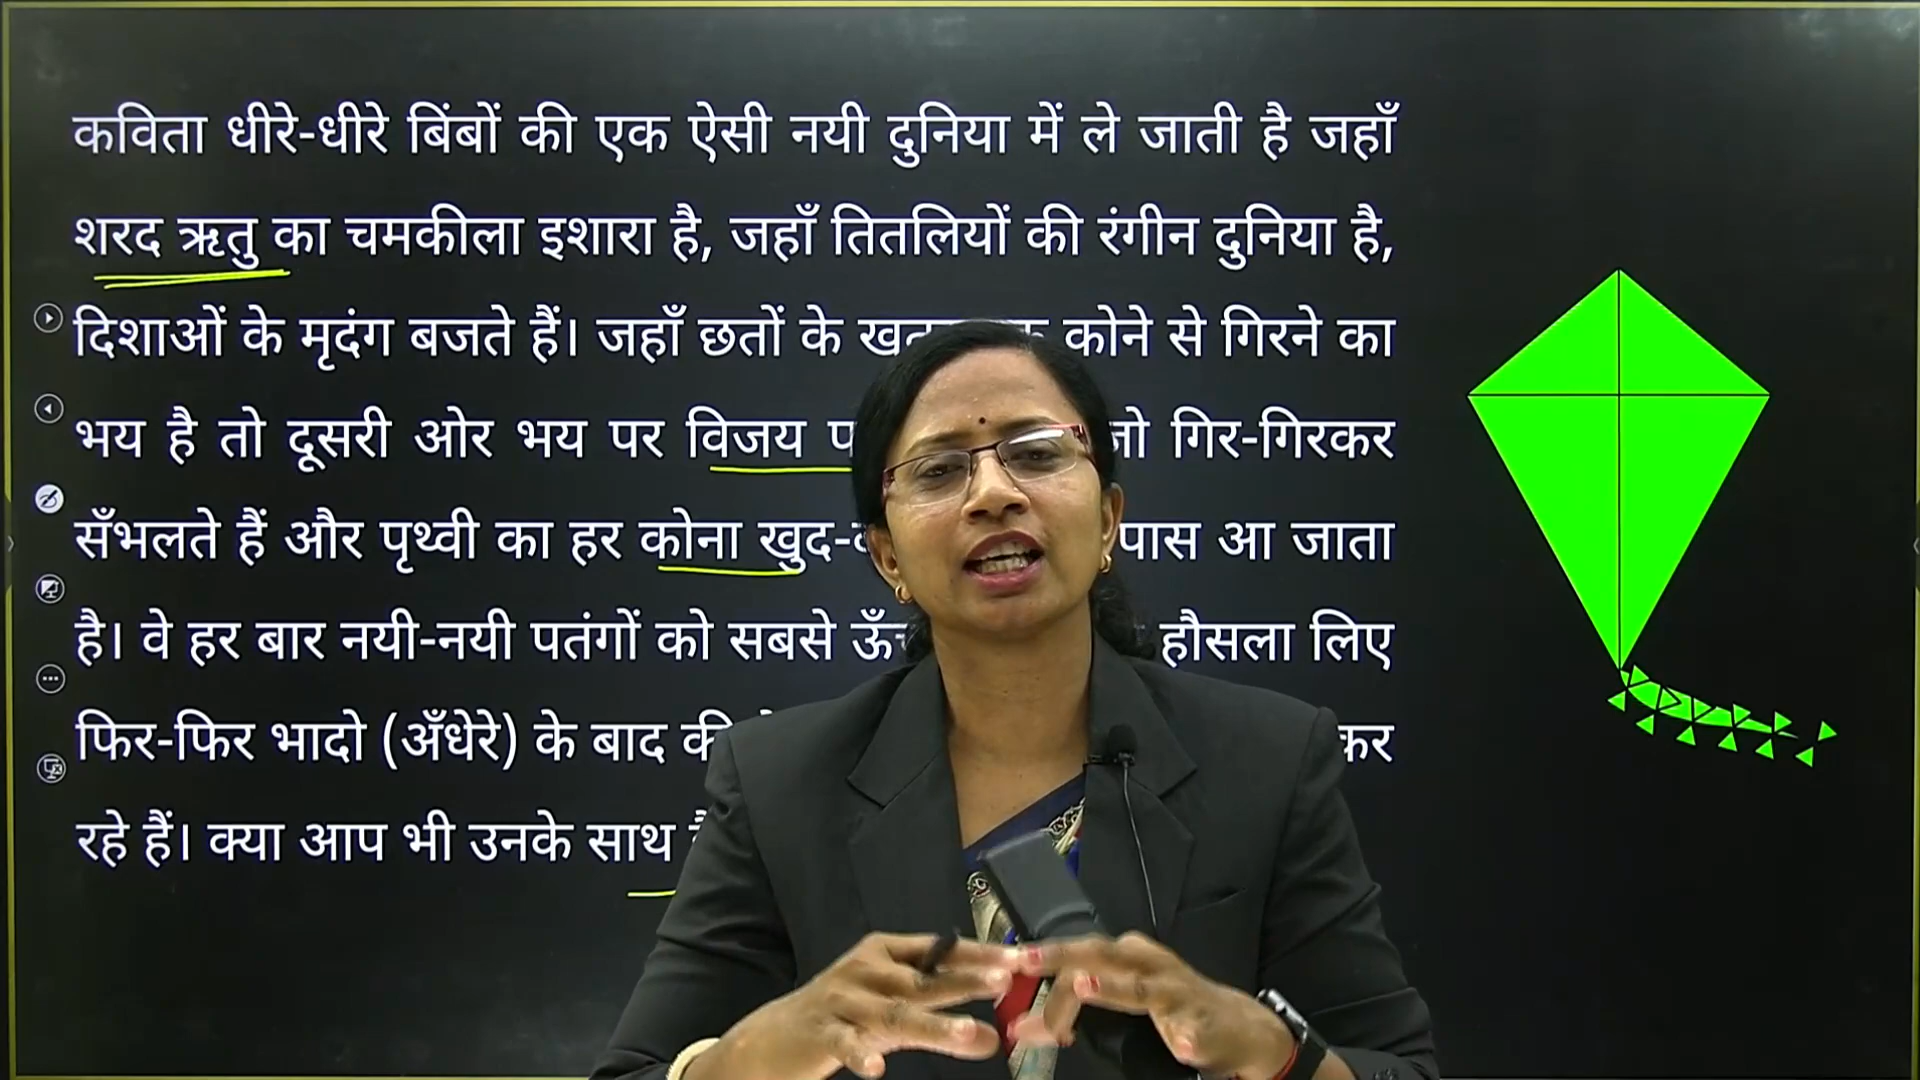 कविता धीरे-धीरे बिंबों की एक ऐसी नयी दुनिया में ले जाती है जहाँ
शरद ऋतु का चमकीला इशारा है, जहाँ तितलियों की रंगीन दुनिया है,
दिशाओं के मृदंग बजते हैं। जहाँ छतों के कोने से गिरने का
भय है तो दूसरी ओर भय पर विजय गिर-गिरकर
सँभलते हैं और पृथ्वी का हर कोना पास आ जाता
है। वे हर बार नयी-नयी पतंगों को सबसे हौसला लिए
फिर-फिर भादो (अँधेरे) के बाद कर
रहे हैं। क्या आप भी उनके साथ